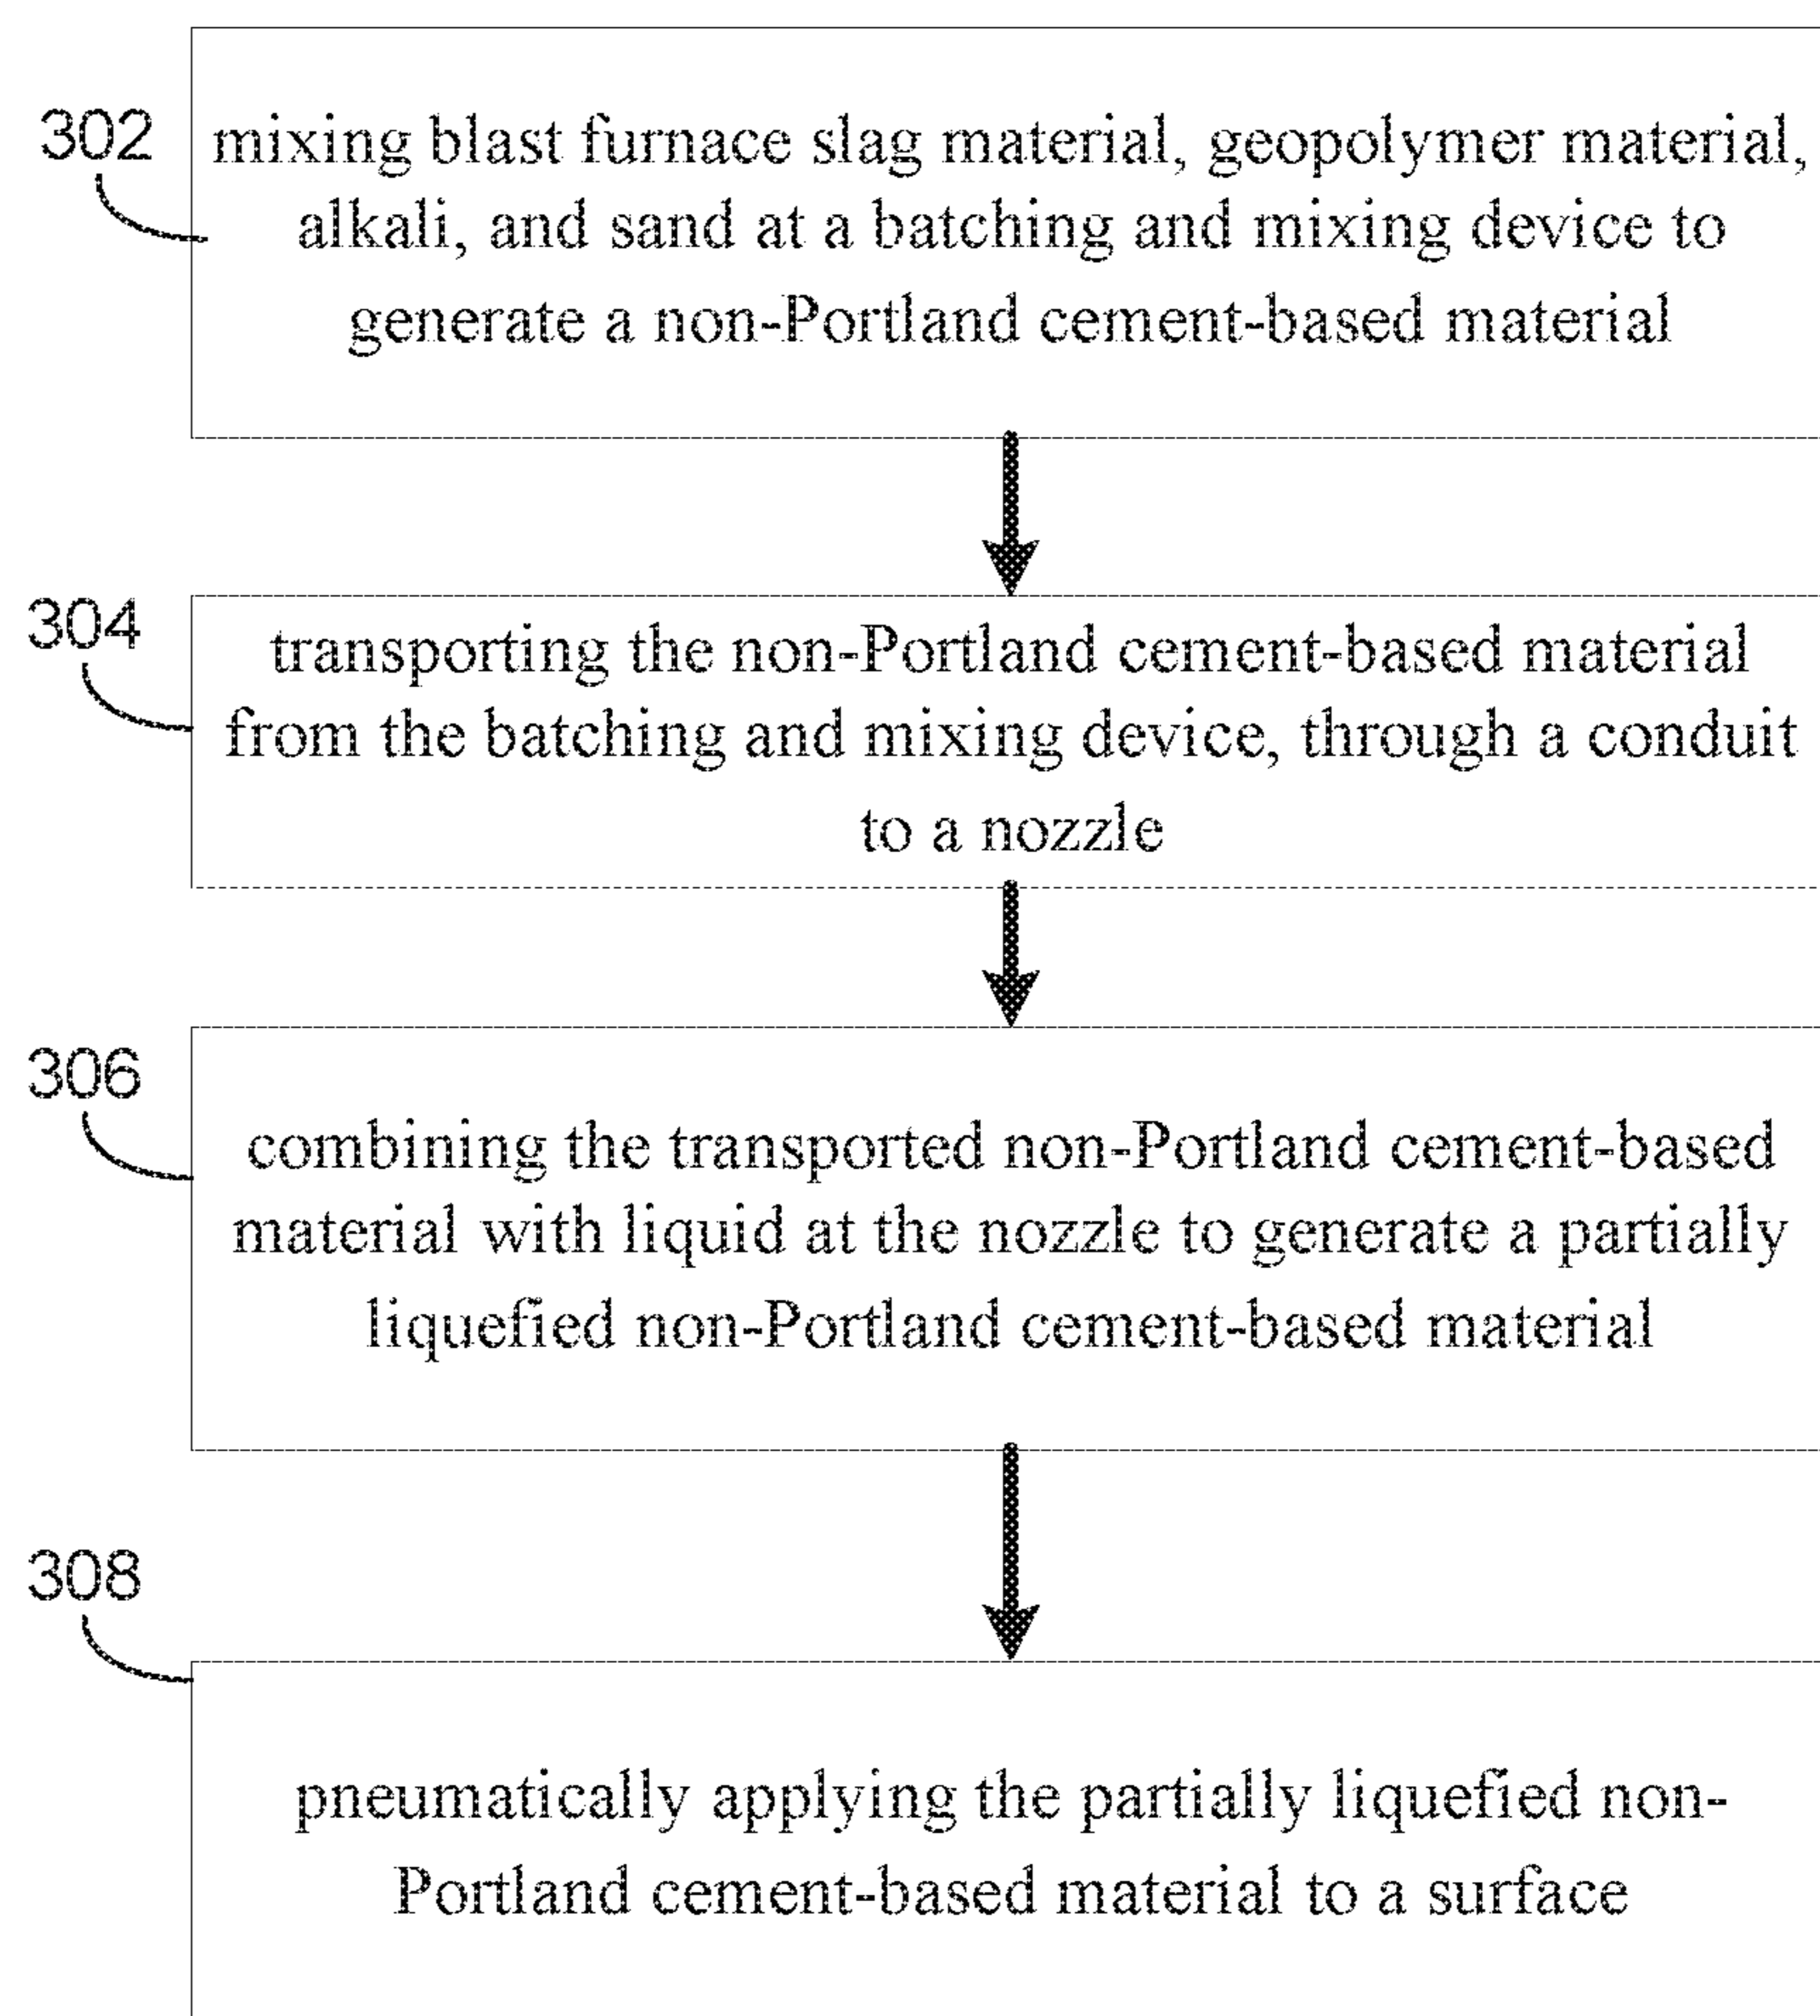 302
mixing blast furnace slag material, geopolymer material,
alkali, and sand at a batching and mixing device to
generate a non-Portland cement-based material
304
transporting the non-Portland cement-based material
from the batching and mixing device, through a conduit
to a nozzle
306
combining the transported non-Portland cement-based
material with liquid at the nozzle to generate a partially
liquefied non-Portland cement-based material
308
pneumatically applying the partially liquefied non-
Portland cement-based material to a surface